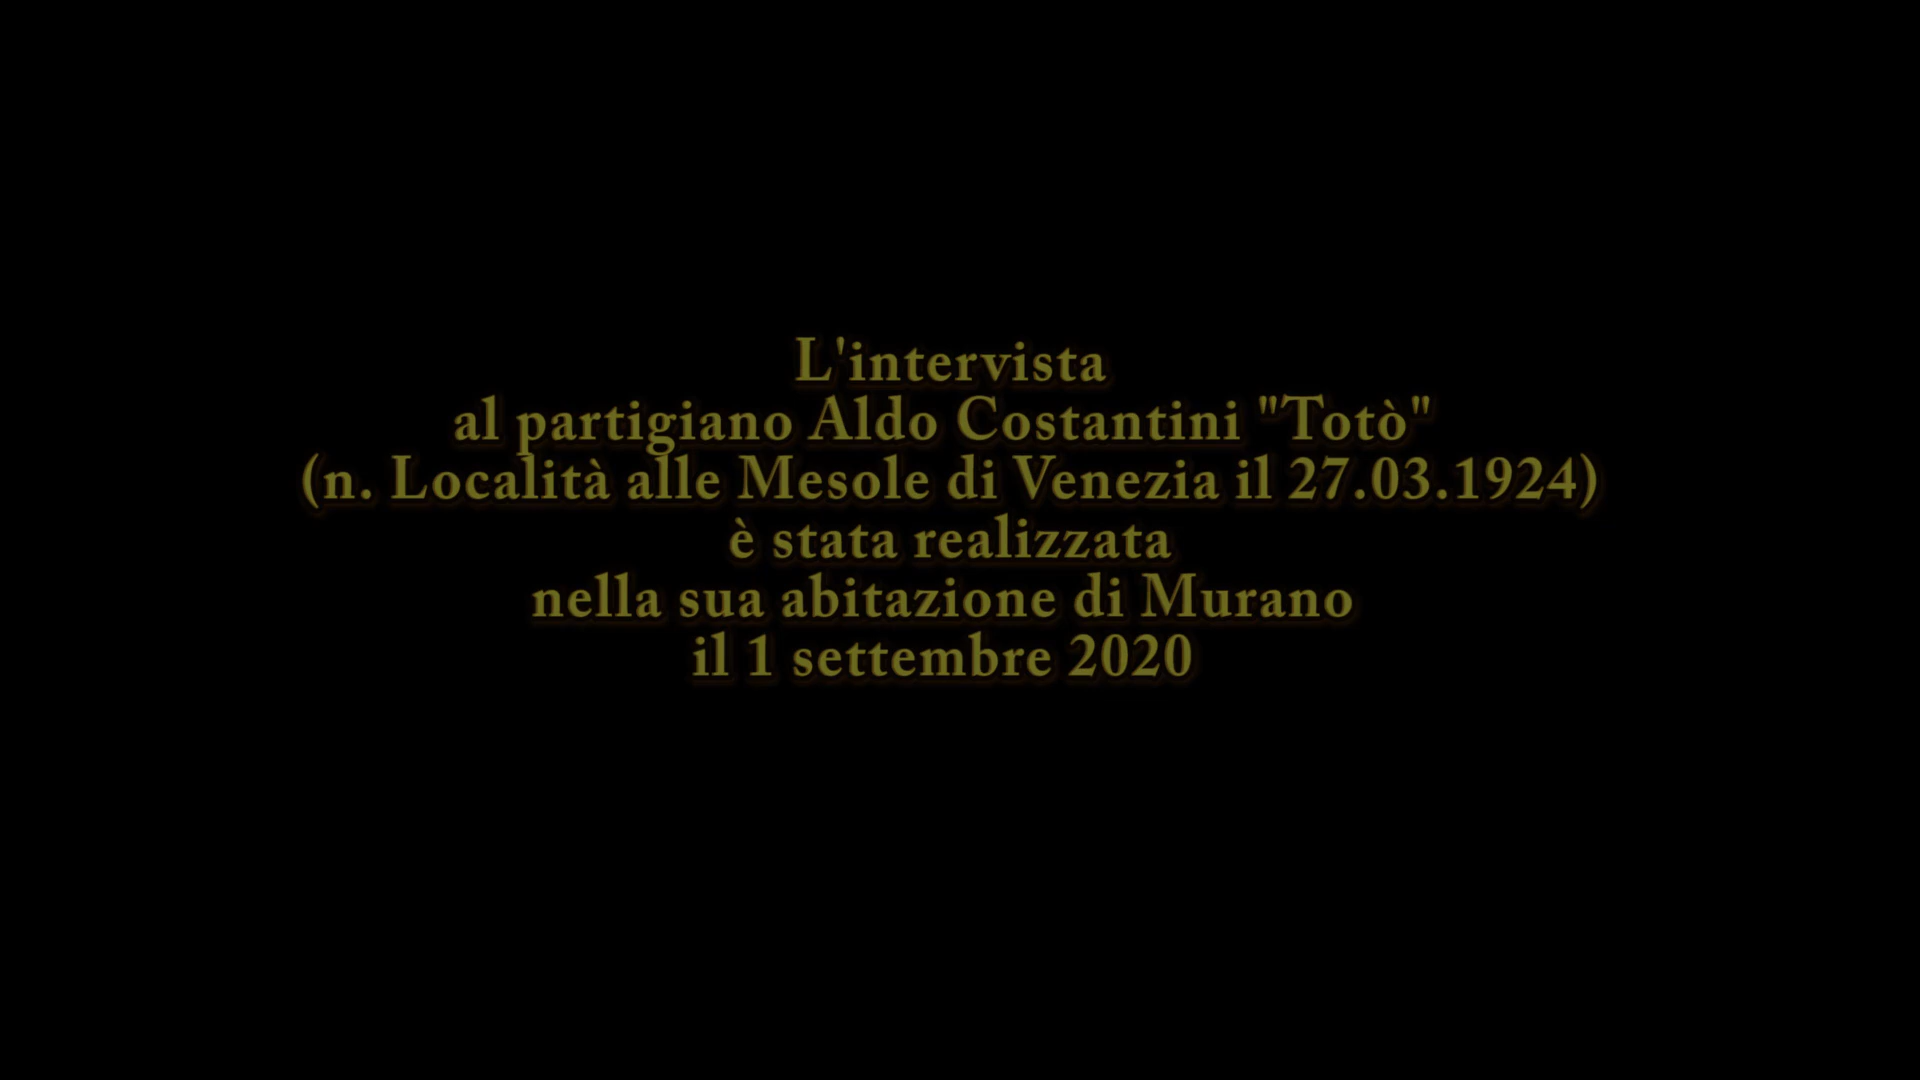 L'intervista
al partigiano Aldo Costantini "Totò"
(n. Località alle Mesole di Venezia il 27.03.1924)
è stata realizzata
nella sua abitazione di Murano
il 1 settembre 2020